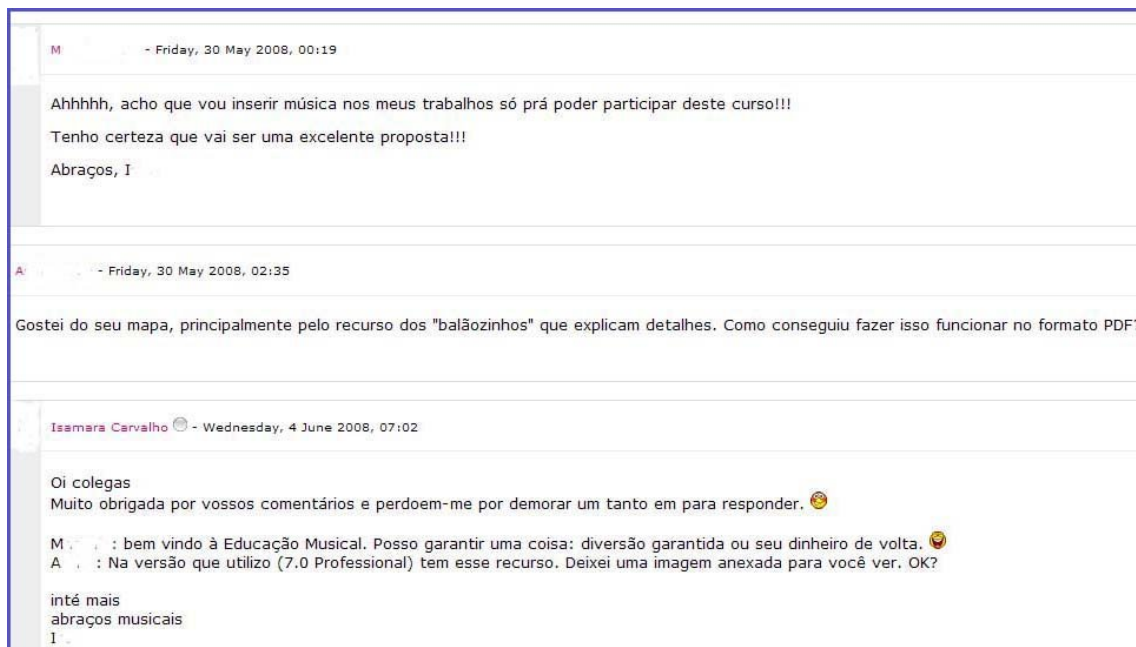 M - Friday, 30 May 2008, 00:19
Ahhhhh, acho que vou inserir música nos meus trabalhos só prá poder participar deste curso!!!
Tenho certeza que vai ser uma excelente proposta!!!
Abraços, I
A - Friday, 30 May 2008, 02:35
Gostei do seu mapa, principalmente pelo recurso dos "balãozinhos" que explicam detalhes. Como conseguiu fazer isso funcionar no formato PDF?
Isamara Carvalho - Wednesday, 4 June 2008, 07:02
Oi colegas
Muito obrigada por vossos comentários e perdoem-me por demorar um tanto em para responder.
M : bem vindo à Educação Musical. Posso garantir uma coisa: diversão garantida ou seu dinheiro de volta.
A : Na versão que utilizo (7.0 Professional) tem esse recurso. Deixei uma imagem anexada para você ver. OK?
inté mais
abraços musicais
I